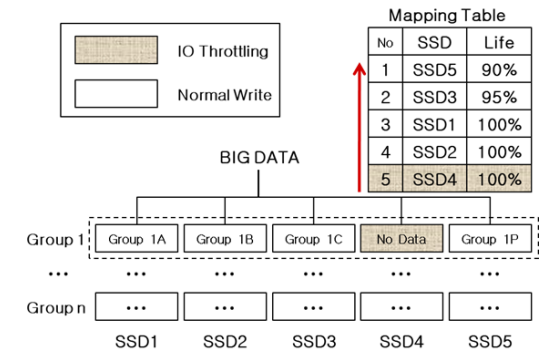 Mapping Table
IO Throttling
Normal Write
No SSD Life
1 SSD5 90%
2 SSD3 95%
3 SSD1 100%
4 SSD2 100%
5 SSD4 100%
BIG DATA
Group 1 Group 1A Group 1B Group 1C No Data Group 1P
... ... ... ... ... ...
Group n ... ... ... ... ...
SSD1 SSD2 SSD3 SSD4 SSD5